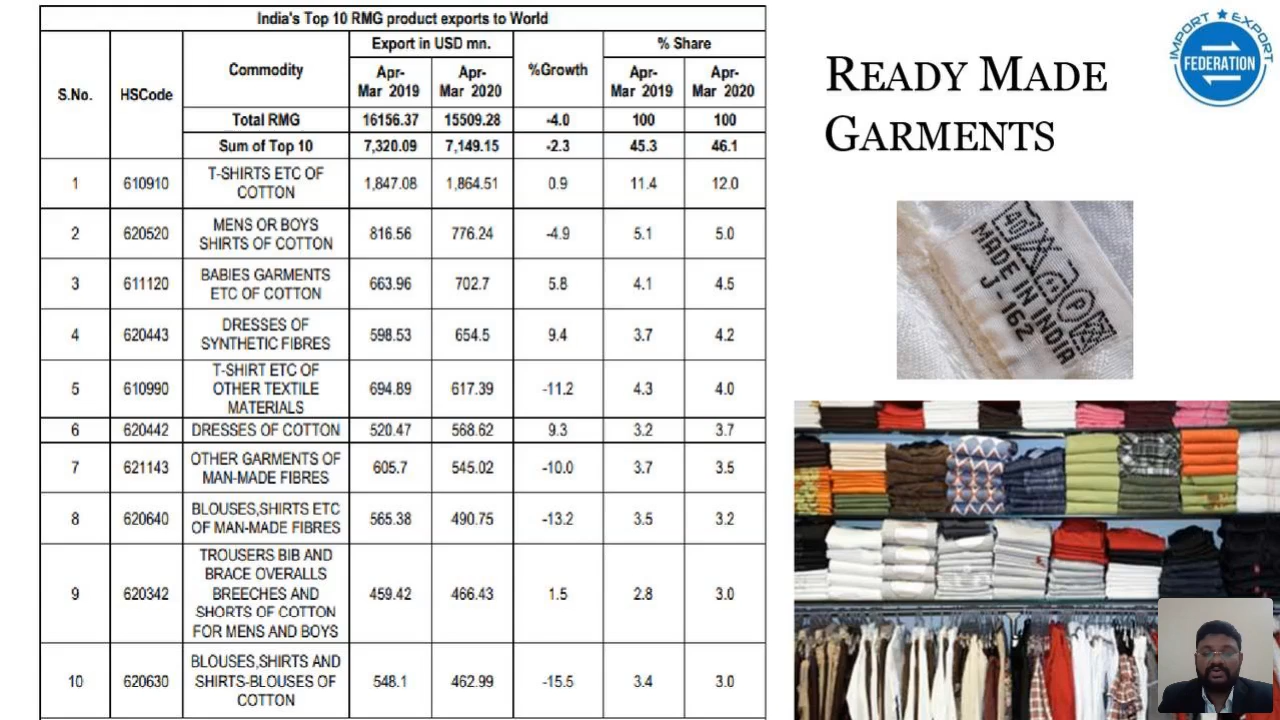 India's Top 10 RMG product exports to World
S.No.
HSCode
Commodity
Export in USD mn.
%Growth
% Share
Apr-
Mar 2019
Apr-
Mar 2020
Apr-
Mar 2019
Apr-
Mar 2020
Total RMG 16156.37 15509.28 -4.0 100 100
Sum of Top 10 7,320.09 7,149.15 -2.3 45.3 46.1
1 610910 T-SHIRTS ETC OF
COTTON 1,847.08 1,864.51 0.9 11.4 12.0
2 620520 MENS OR BOYS
SHIRTS OF COTTON 816.56 776.24 -4.9 5.1 5.0
3 611120 BABIES GARMENTS
ETC OF COTTON 663.96 702.7 5.8 4.1 4.5
4 620443 DRESSES OF
SYNTHETIC FIBRES 598.53 654.5 9.4 3.7 4.2
5 610990 T-SHIRT ETC OF
OTHER TEXTILE
MATERIALS 694.89 617.39 -11.2 4.3 4.0
6 620442 DRESSES OF COTTON 520.47 568.62 9.3 3.2 3.7
7 621143 OTHER GARMENTS OF
MAN-MADE FIBRES 605.7 545.02 -10.0 3.7 3.5
8 620640 BLOUSES,SHIRTS ETC
OF MAN-MADE FIBRES 565.38 490.75 -13.2 3.5 3.2
9 620342 TROUSERS BIB AND
BRACE OVERALLS
BREECHES AND
SHORTS OF COTTON
FOR MENS AND BOYS 459.42 466.43 1.5 2.8 3.0
10 620630 BLOUSES,SHIRTS AND
SHIRTS-BLOUSES OF
COTTON 548.1 462.99 -15.5 3.4 3.0
READY MADE
GARMENTS
IMPORT ★ EXPORT
FEDERATION
MADE IN INDIA
J-162